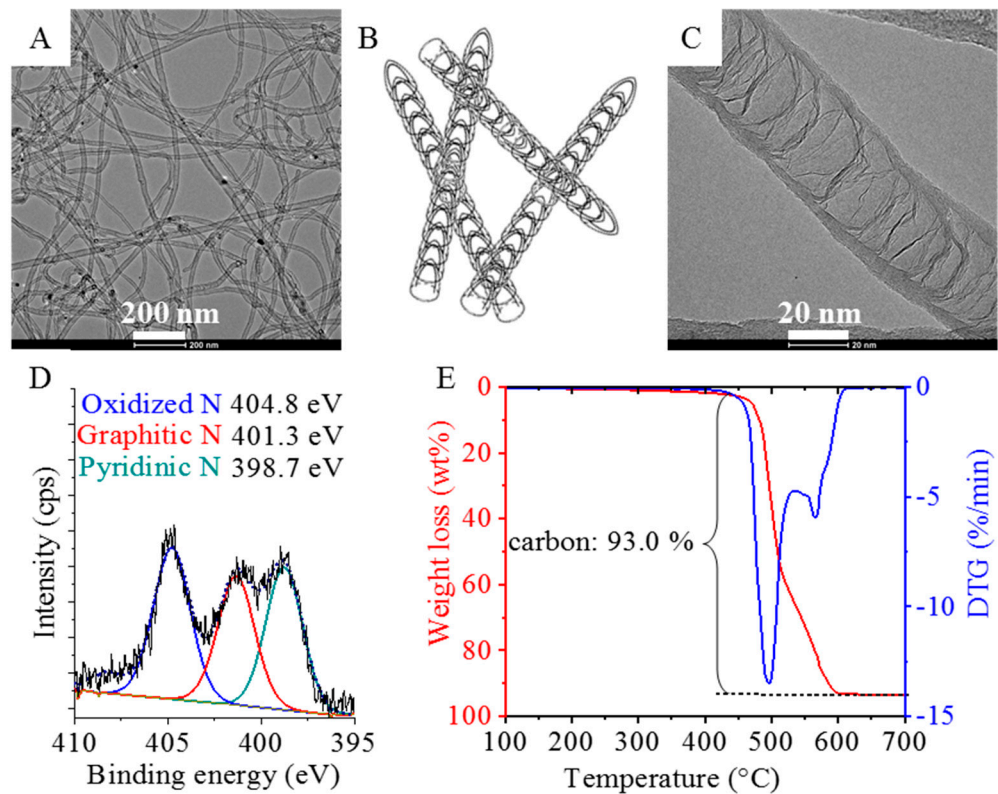 A
B
C
200 nm
200 nm
20 nm
20 nm
D
Oxidized N 404.8 eV
Graphitic N 401.3 eV
Pyridinic N 398.7 eV
Intensity (cps)
410 405 400 395
Binding energy (eV)
E
0
20
40
60
80
100
Weight loss (wt%)
carbon: 93.0 %
0
-5
-10
-15
DTG (%/min)
100 200 300 400 500 600 700
Temperature (°C)